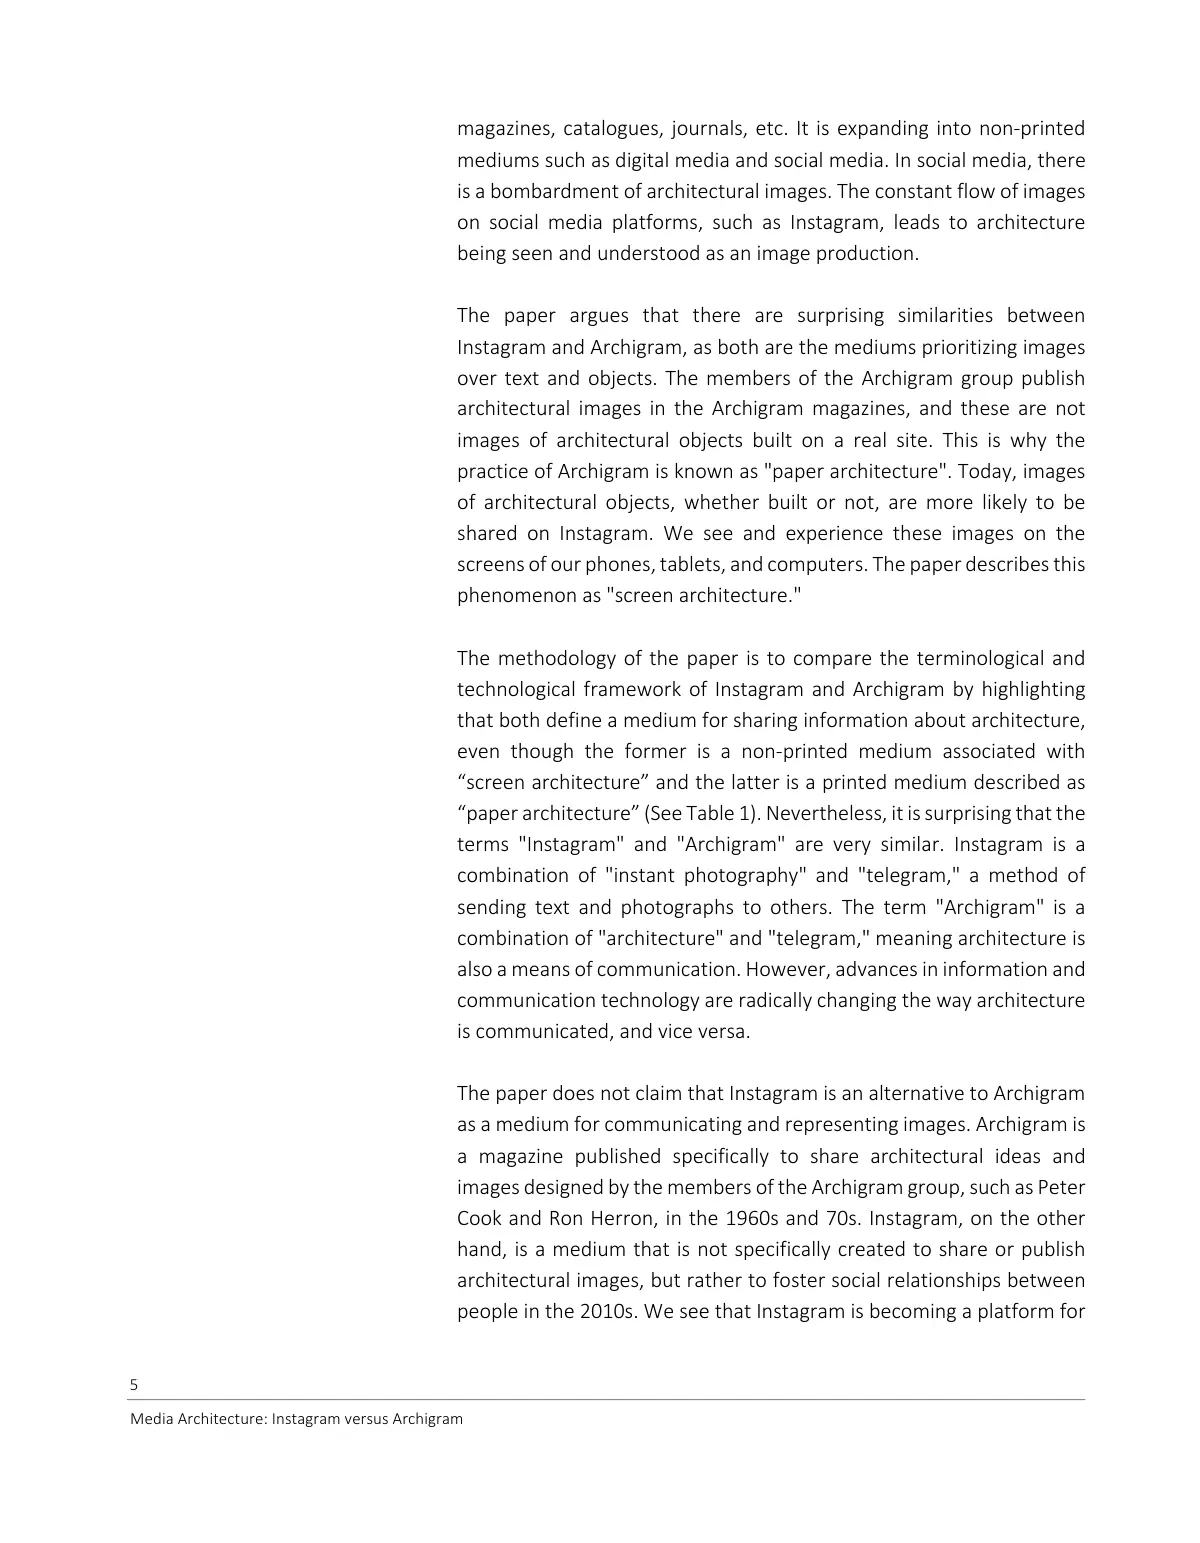 magazines, catalogues, journals, etc. It is expanding into non-printed
mediums such as digital media and social media. In social media, there
is a bombardment of architectural images. The constant flow of images
on social media platforms, such as Instagram, leads to architecture
being seen and understood as an image production.
The paper argues that there are surprising similarities between
Instagram and Archigram, as both are the mediums prioritizing images
over text and objects. The members of the Archigram group publish
architectural images in the Archigram magazines, and these are not
images of architectural objects built on a real site. This is why the
practice of Archigram is known as "paper architecture". Today, images
of architectural objects, whether built or not, are more likely to be
shared on Instagram. We see and experience these images on the
screens of our phones, tablets, and computers. The paper describes this
phenomenon as "screen architecture."
The methodology of the paper is to compare the terminological and
technological framework of Instagram and Archigram by highlighting
that both define a medium for sharing information about architecture,
even though the former is a non-printed medium associated with
“screen architecture” and the latter is a printed medium described as
“paper architecture” (See Table 1). Nevertheless, it is surprising that the
terms "Instagram" and "Archigram" are very similar. Instagram is a
combination of "instant photography" and "telegram," a method of
sending text and photographs to others. The term "Archigram" is a
combination of "architecture" and "telegram," meaning architecture is
also a means of communication. However, advances in information and
communication technology are radically changing the way architecture
is communicated, and vice versa.
The paper does not claim that Instagram is an alternative to Archigram
as a medium for communicating and representing images. Archigram is
a magazine published specifically to share architectural ideas and
images designed by the members of the Archigram group, such as Peter
Cook and Ron Herron, in the 1960s and 70s. Instagram, on the other
hand, is a medium that is not specifically created to share or publish
architectural images, but rather to foster social relationships between
people in the 2010s. We see that Instagram is becoming a platform for
5
Media Architecture: Instagram versus Archigram